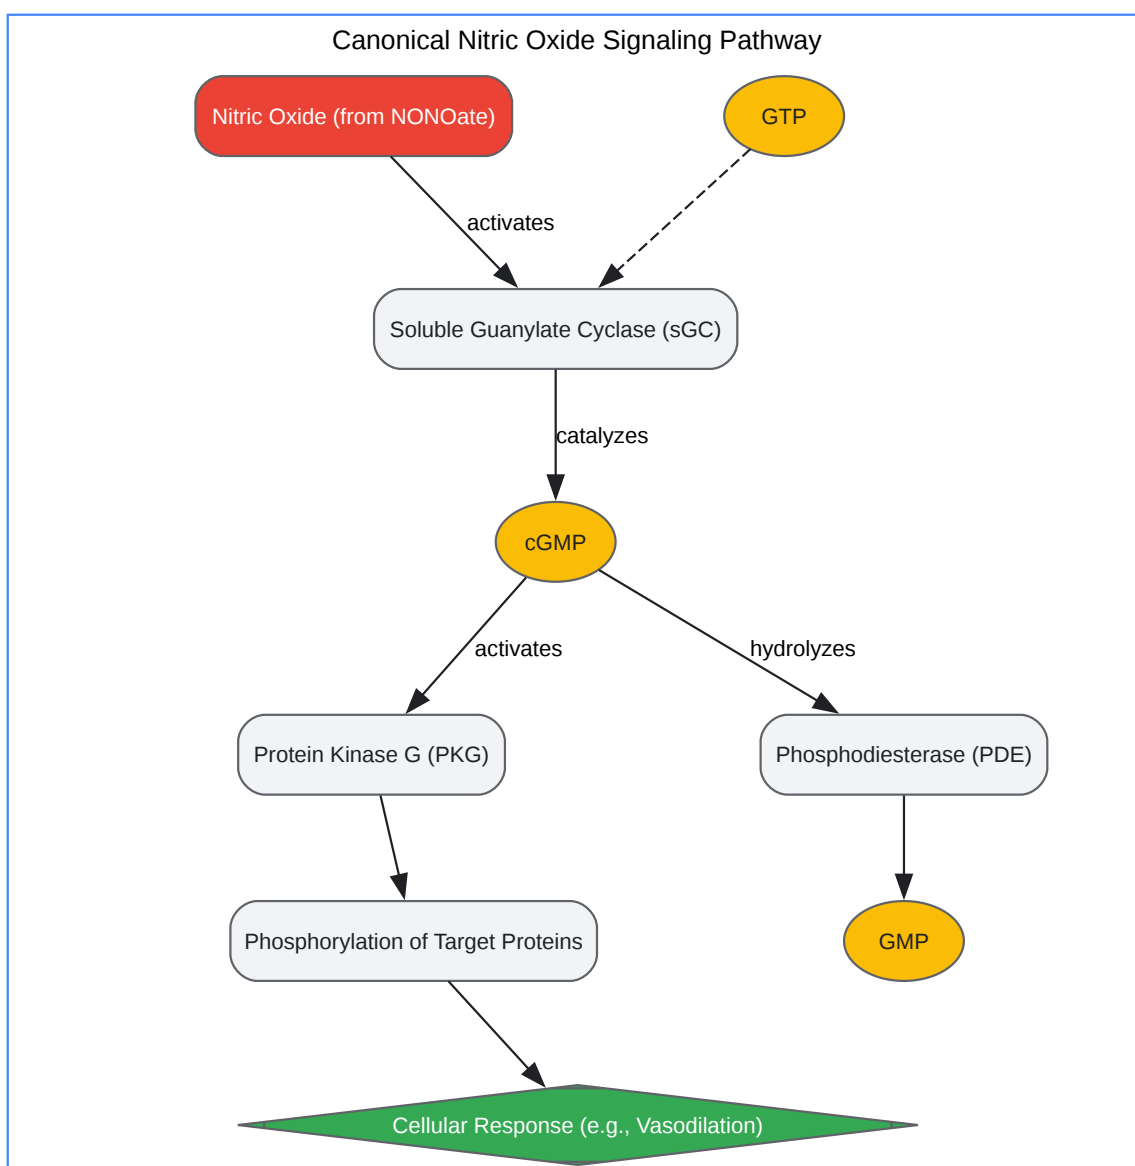 Canonical Nitric Oxide Signaling Pathway
Nitric Oxide (from NONOate)
GTP
activates
Soluble Guanylate Cyclase (sGC)
catalyzes
cGMP
activates
hydrolyzes
Protein Kinase G (PKG)
Phosphodiesterase (PDE)
Phosphorylation of Target Proteins
GMP
Cellular Response (e.g., Vasodilation)